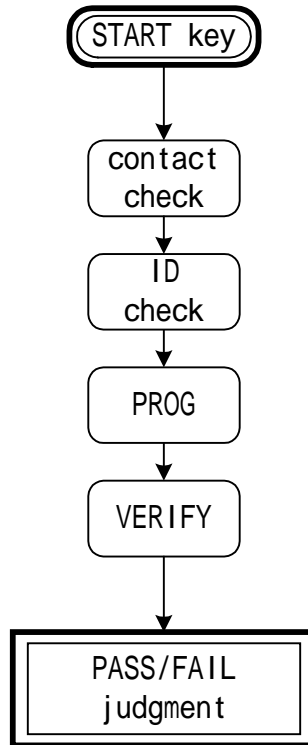 START key
contact
check
ID
check
PROG
VERIFY
PASS/FAIL
judgment